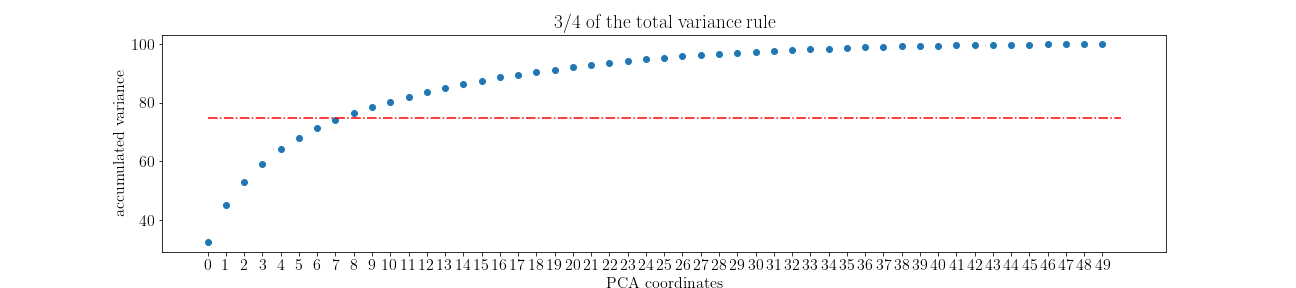 3/4 of the total variance rule
100
80
60
40
accumulated variance
0 1 2 3 4 5 6 7 8 9 10 11 12 13 14 15 16 17 18 19 20 21 22 23 24 25 26 27 28 29 30 31 32 33 34 35 36 37 38 39 40 41 42 43 44 45 46 47 48 49
PCA coordinates